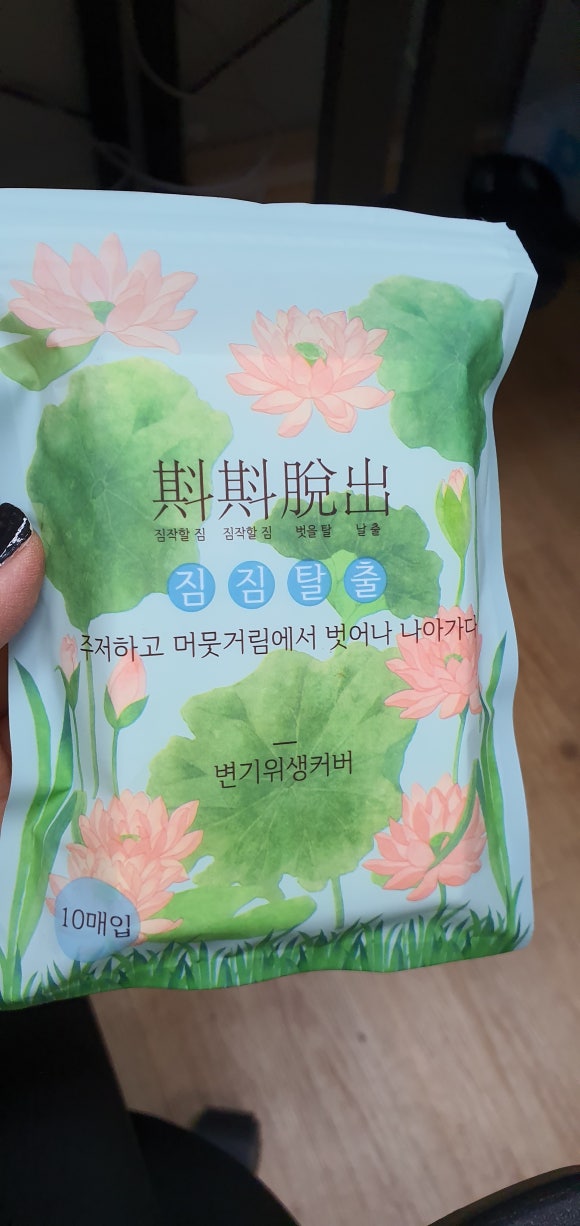 斟斟脫出
짐작할 짐 짐작할 짐 벗을 탈 날 출
짐짐탈출
주저하고 머뭇거림에서 벗어나 나아가다
변기위생커버
10매입